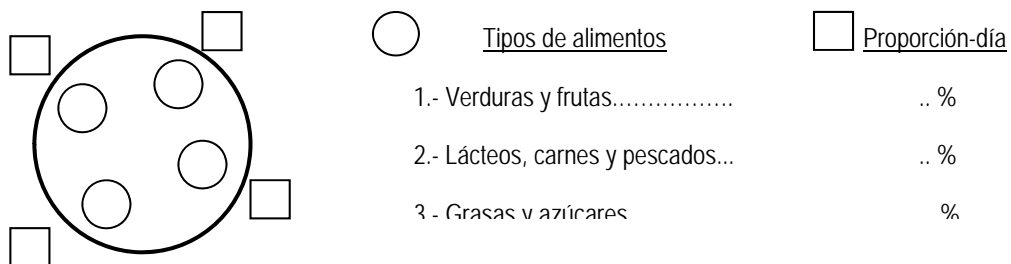 Tipos de alimentos Proporción-día
1.- Verduras y frutas................. .. %
2.- Lácteos, carnes y pescados... .. %
3.- Grasas y azúcares %